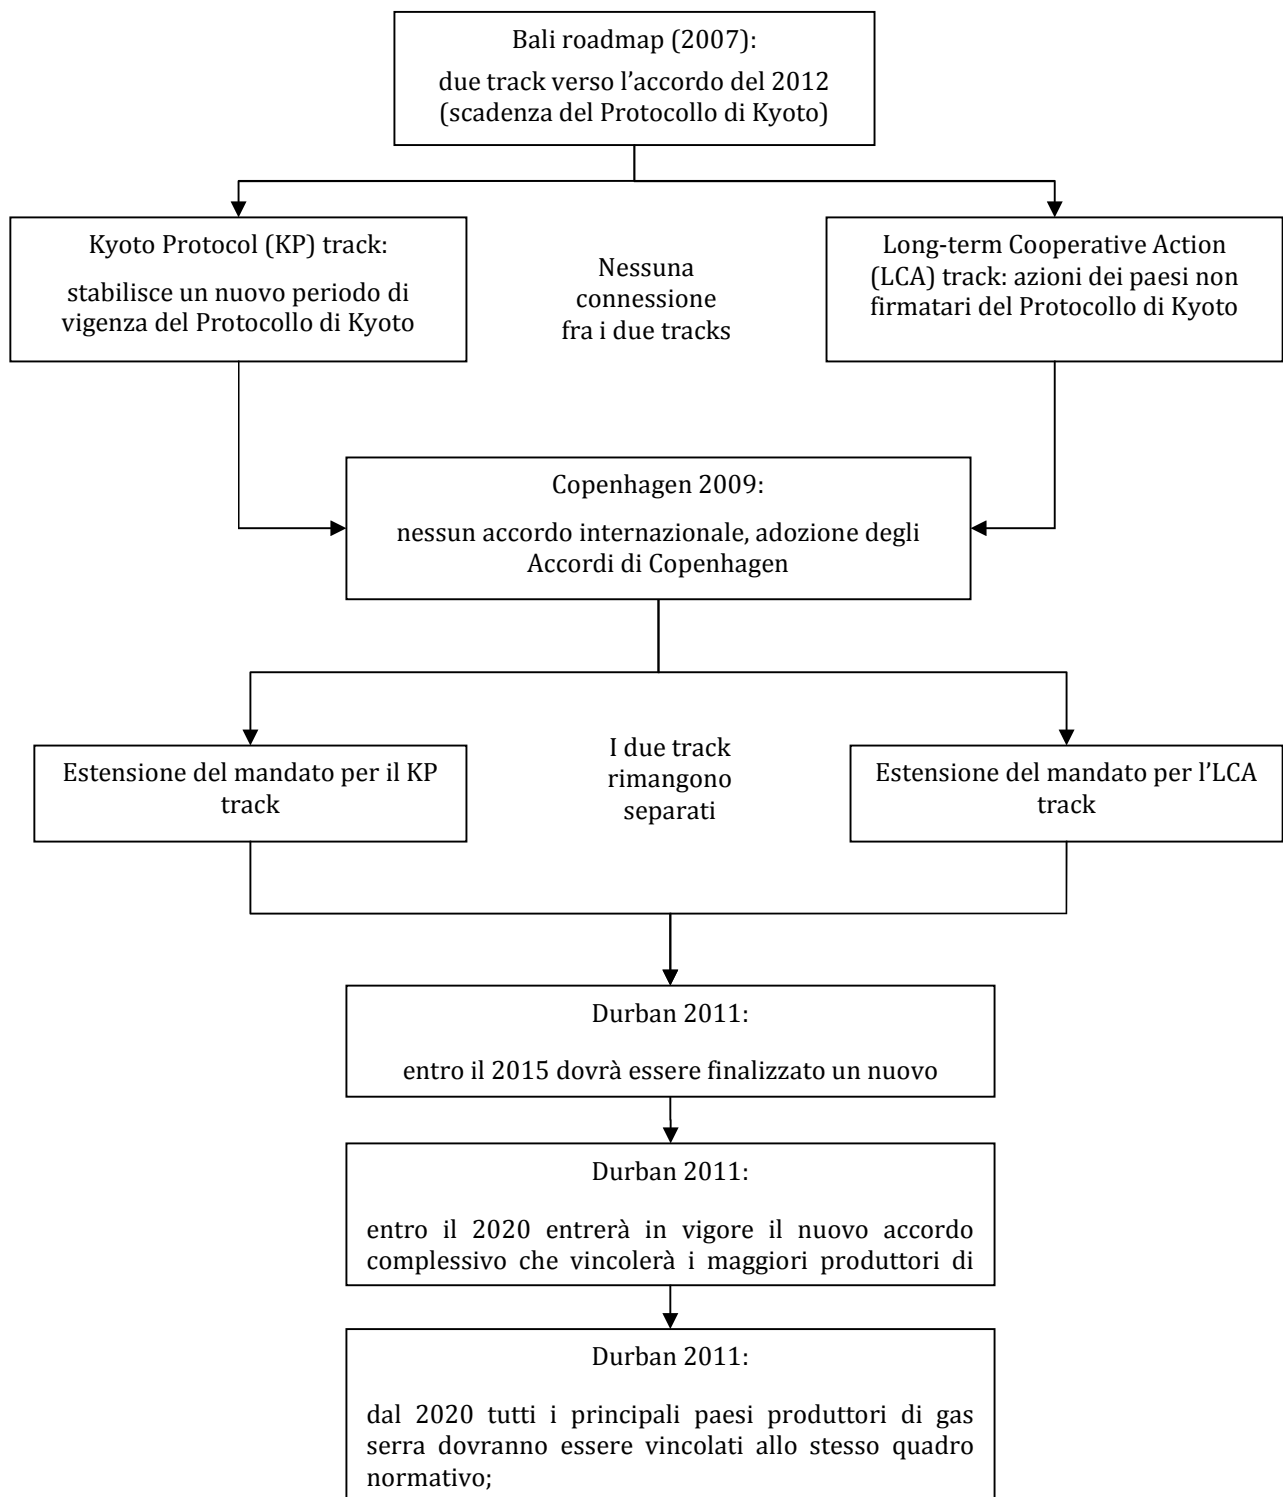 Bali roadmap (2007):
due track verso l'accordo del 2012
(scadenza del Protocollo di Kyoto)
Kyoto Protocol (KP) track:
stabilisce un nuovo periodo di
vigenza del Protocollo di Kyoto
Nessuna
connessione
fra i due tracks
Long-term Cooperative Action
(LCA) track: azioni dei paesi non
firmatari del Protocollo di Kyoto
Copenhagen 2009:
nessun accordo internazionale, adozione degli
Accordi di Copenhagen
Estensione del mandato per il KP
track
I due track
rimangono
separati
Estensione del mandato per l'LCA
track
Durban 2011:
entro il 2015 dovrà essere finalizzato un nuovo
Durban 2011:
entro il 2020 entrerà in vigore il nuovo accordo
complessivo che vincolerà i maggiori produttori di
Durban 2011:
dal 2020 tutti i principali paesi produttori di gas
serra dovranno essere vincolati allo stesso quadro
normativo;